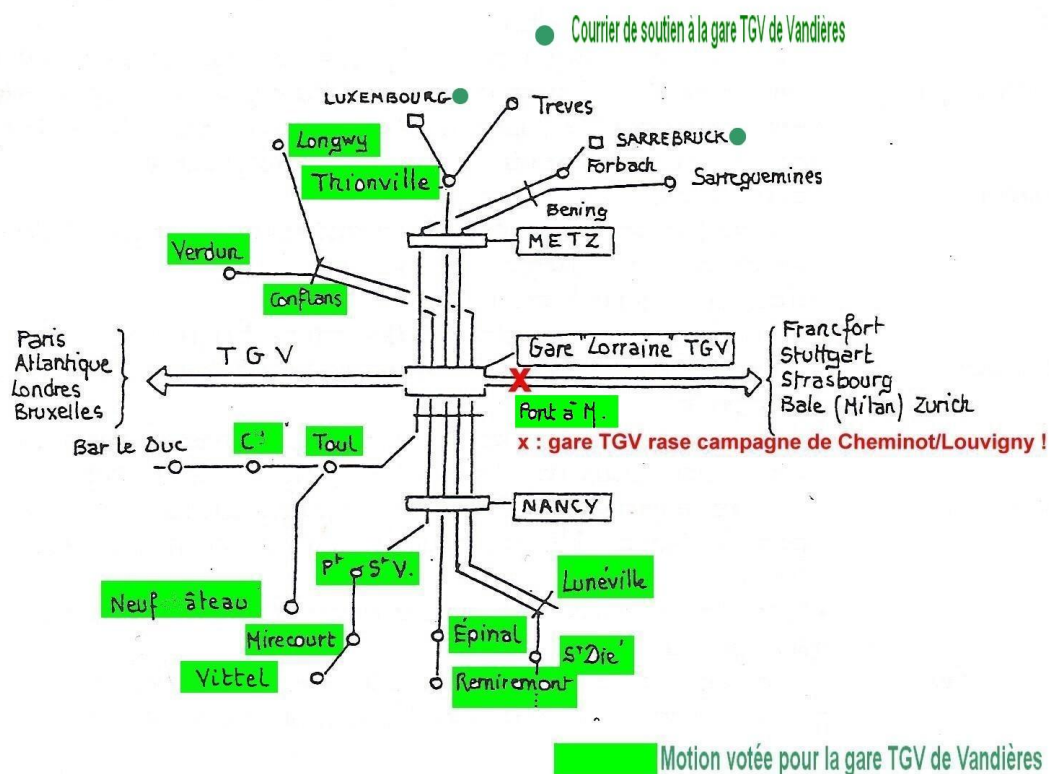 Courrier de soutien à la gare TGV de Vandières
LUXEMBOURG
Treves
Longwy
SARREBRUCK
Forbach
Thionville
Sarreguemines
Bening
METZ
Verdun
Conflans
Paris
Atlantique
Londres
Bruxelles
TGV
Gare "Lorraine" TGV
Francfort
Stuttgart
Strasbourg
Bale (Milan) Zurich
X
Pont à M.
x : gare TGV rase campagne de Cheminot/Louvigny !
Bar le Duc
Toul
NANCY
Pt St V.
Lunéville
Neuf âteau
Mirecourt
Épinal
St Dié
Vittel
Remiremont
Motion votée pour la gare TGV de Vandières